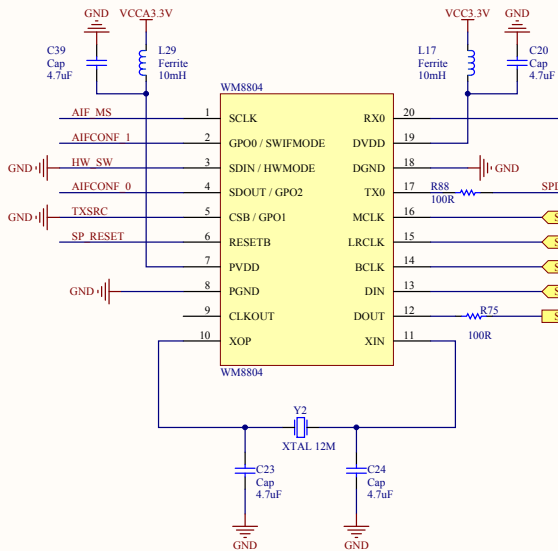 GND VCCA3.3V VCC3.3V GND
C39 L29 L17 C20
Cap Ferrite Ferrite Cap
4.7uF 10mH 10mH 4.7uF
WM8804
AIF_MS 1 SCLK RX0 20
AIFCONF_1 2 GPO0 / SWIFMODE DVDD 19
GND HW_SW 3 SDIN / HWMODE DGND 18 GND
AIFCONF_0 4 SDOUT / GPO2 TX0 17 R88 SPD
100R
GND TXSRC 5 CSB / GPO1 MCLK 16 S
SP_RESET 6 RESETB LRCLK 15 S
7 PVDD BCLK 14 S
GND 8 PGND DIN 13 S
9 CLKOUT DOUT 12 R75 S
10 XOP XIN 11 100R
WM8804
Y2
XTAL 12M
C23 C24
Cap Cap
4.7uF 4.7uF
GND GND